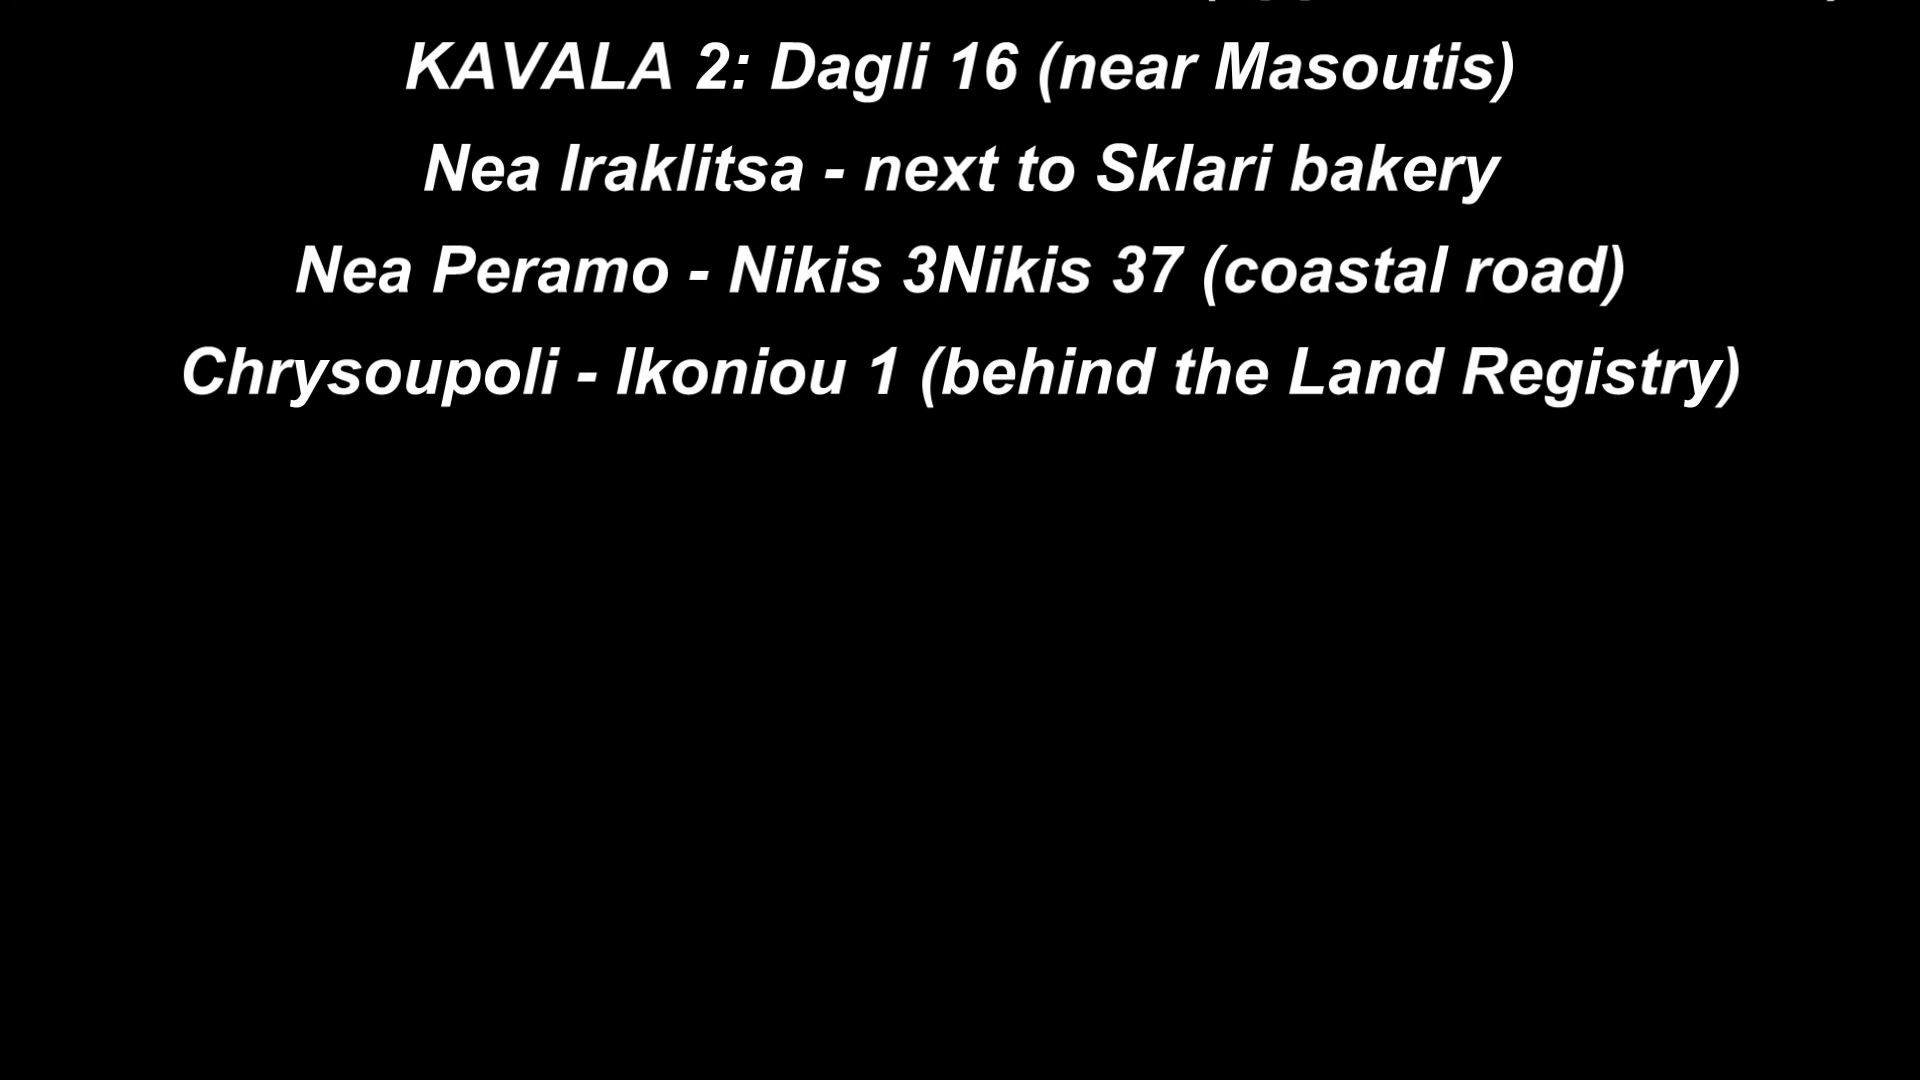 KAVALA 2: Dagli 16 (near Masoutis)
Nea Iraklitsa - next to Sklari bakery
Nea Peramo - Nikis 3Nikis 37 (coastal road)
Chrysoupoli - Ikoniou 1 (behind the Land Registry)